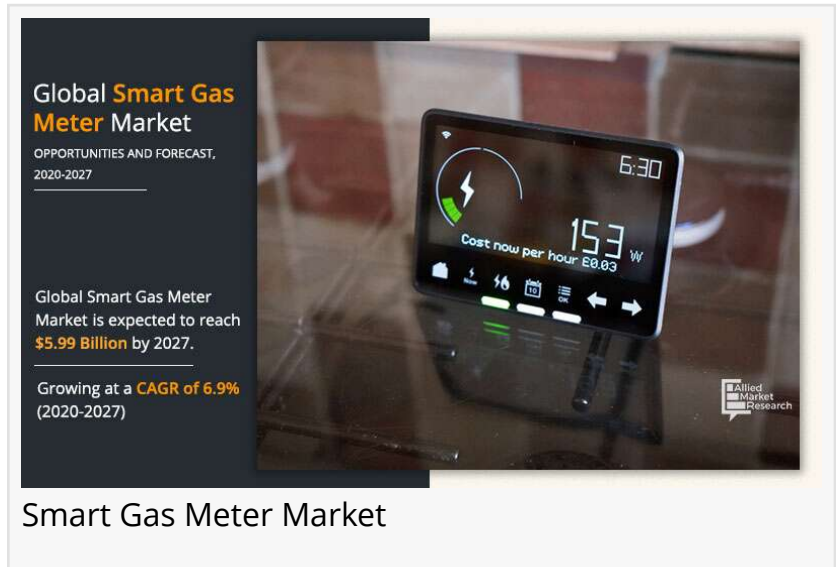 Global Smart Gas
Meter Market
OPPORTUNITIES AND FORECAST,
2020-2027
Global Smart Gas Meter
Market is expected to reach
$5.99 Billion by 2027.
Growing at a CAGR of 6.9%
(2020-2027)
6:30
153 W
Cost now per hour £0.03
Now
10
OK
Allied
Market
Research
Smart Gas Meter Market